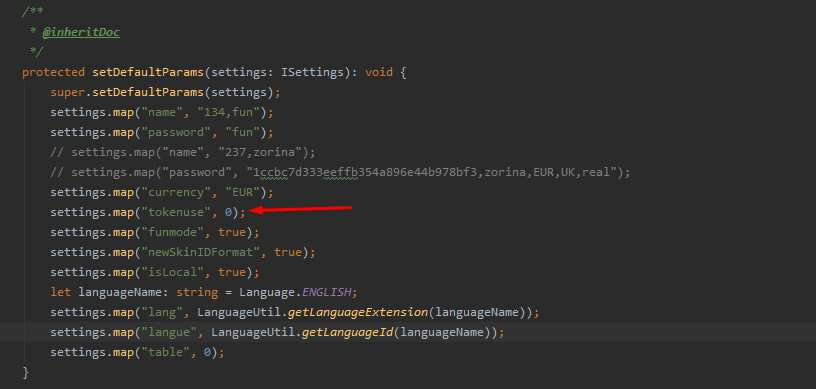 /**
 * @inheritDoc
 */
protected setDefaultParams(settings: ISettings): void {
    super.setDefaultParams(settings);
    settings.map("name", "134,fun");
    settings.map("password", "fun");
    // settings.map("name", "237,zorina");
    // settings.map("password", "1ccbc7d333eeffb354a896e44b978bf3,zorina,EUR,UK,real");
    settings.map("currency", "EUR");
    settings.map("tokenuse", 0);
    settings.map("funmode", true);
    settings.map("newSkinIDFormat", true);
    settings.map("isLocal", true);
    let languageName: string = Language.ENGLISH;
    settings.map("lang", LanguageUtil.getLanguageExtension(languageName));
    settings.map("langue", LanguageUtil.getLanguageId(languageName));
    settings.map("table", 0);
}